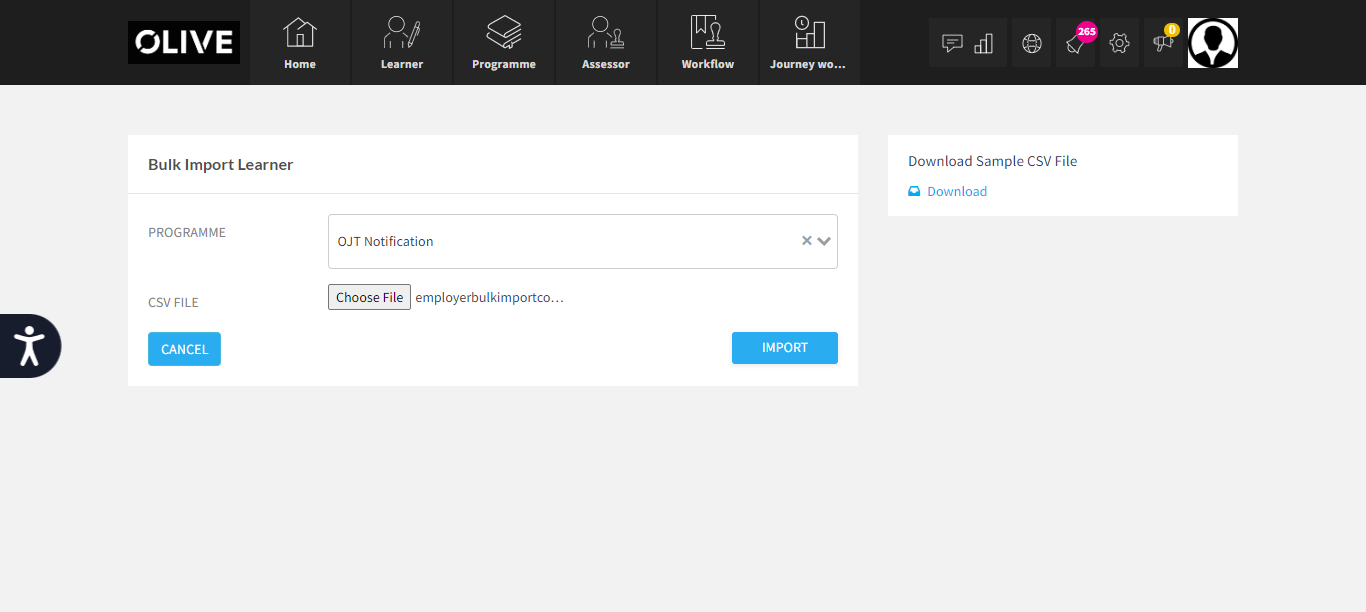 OLIVE
Home
Learner
Programme
Assessor
Workflow
Journey wo...
265
0
Bulk Import Learner
PROGRAMME
OJT Notification
CSV FILE
Choose File employerbulkimportco...
CANCEL
IMPORT
Download Sample CSV File
Download